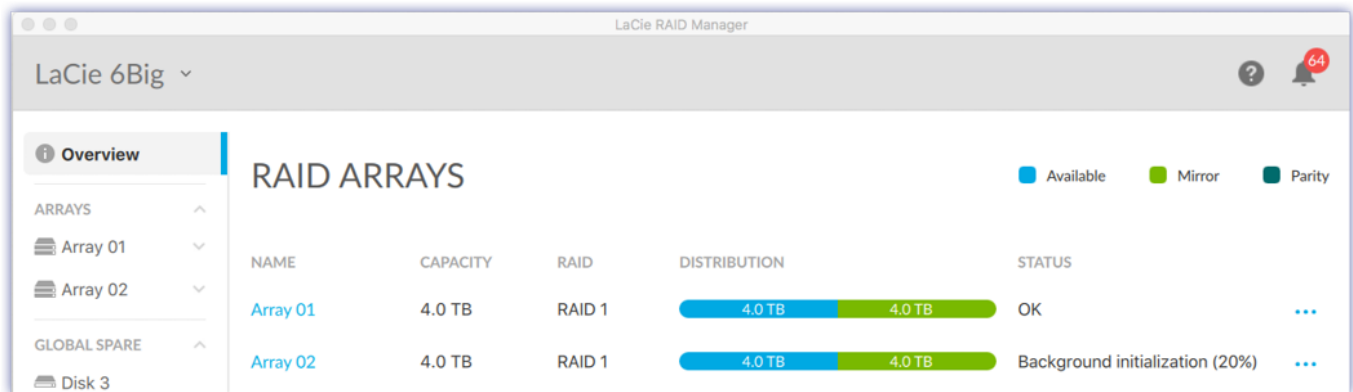 LaCie RAID Manager
LaCie 6Big
64
Overview
ARRAYS
Array 01
Array 02
GLOBAL SPARE
Disk 3
RAID ARRAYS
Available Mirror Parity
NAME CAPACITY RAID DISTRIBUTION STATUS
Array 01 4.0 TB RAID 1 4.0 TB 4.0 TB OK
Array 02 4.0 TB RAID 1 4.0 TB 4.0 TB Background initialization (20%)